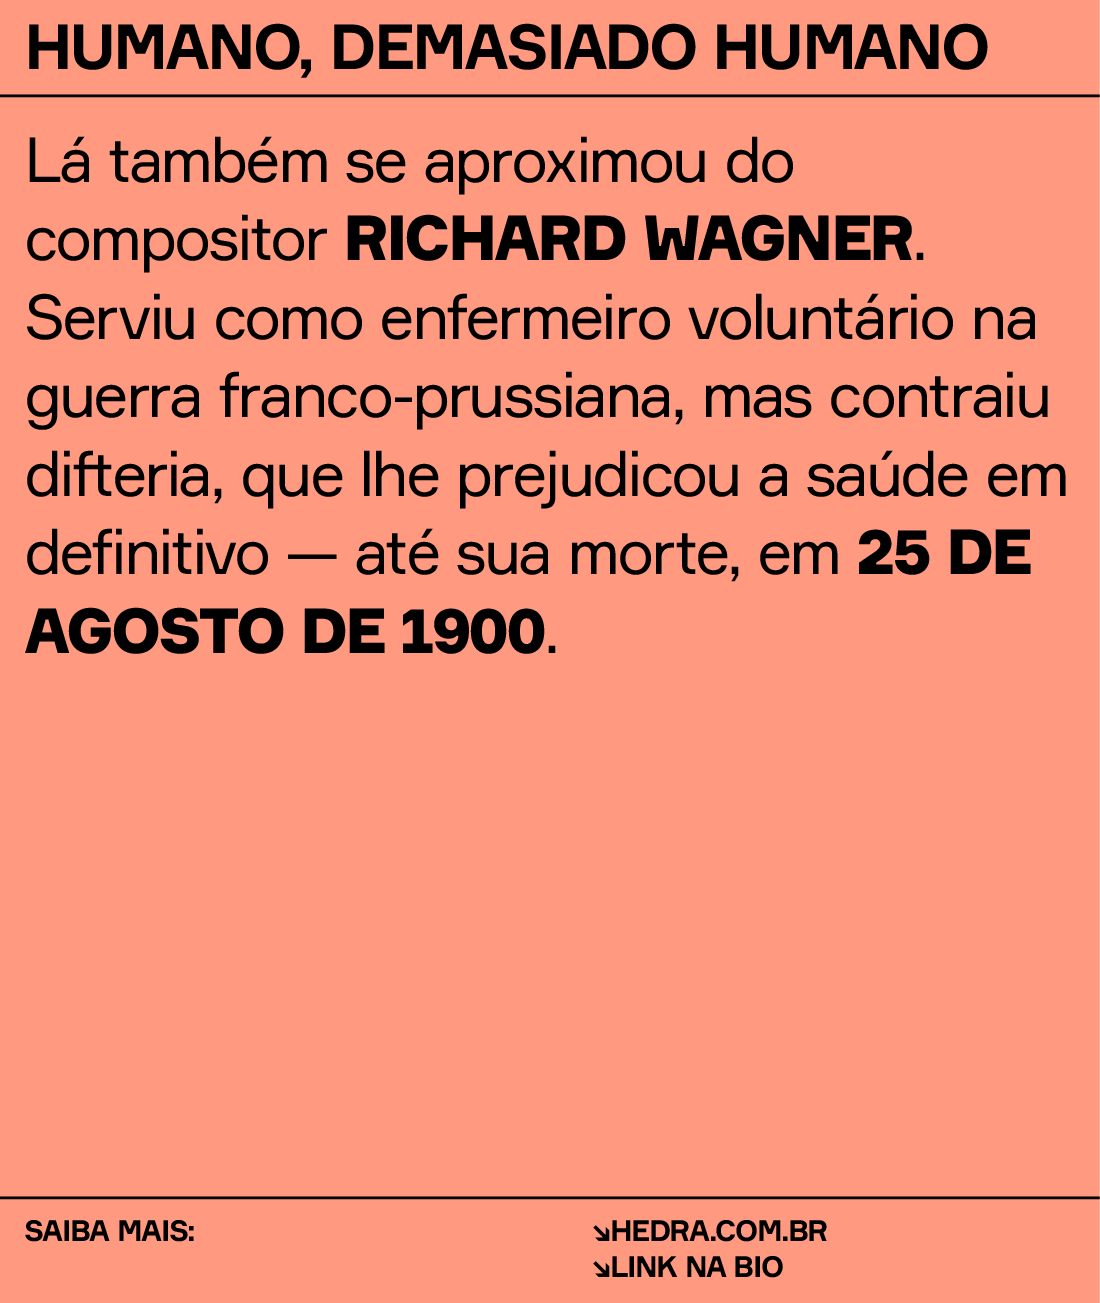 HUMANO, DEMASIADO HUMANO
Lá também se aproximou do
compositor RICHARD WAGNER.
Serviu como enfermeiro voluntário na
guerra franco-prussiana, mas contraiu
difteria, que lhe prejudicou a saúde em
definitivo — até sua morte, em 25 DE
AGOSTO DE 1900.
SAIBA MAIS:
↘HEDRA.COM.BR
↘LINK NA BIO